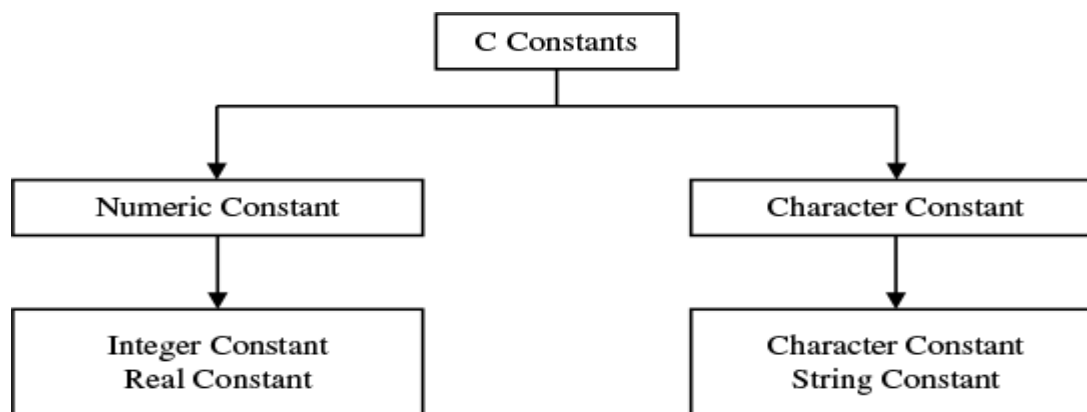 C Constants
Numeric Constant
Character Constant
Integer Constant
Real Constant
Character Constant
String Constant